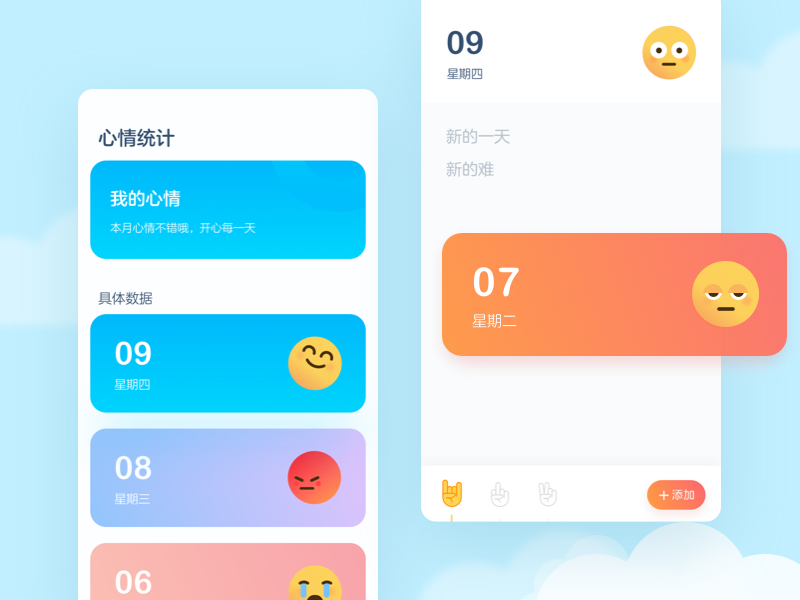 心情统计
我的心情
本月心情不错哦，开心每一天
具体数据
09
星期四
08
星期三
06
09
星期四
新的一天
新的难
07
星期二
+ 添加